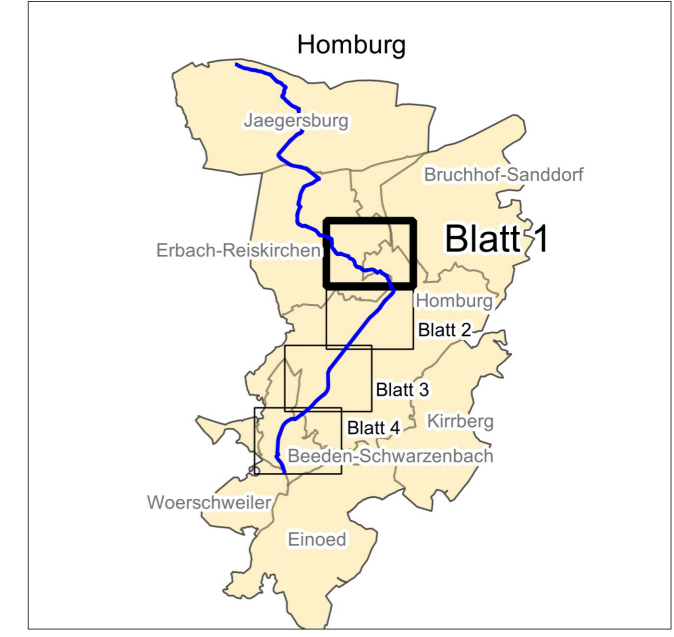 Homburg
Jaegersburg
Bruchhof-Sanddorf
Blatt 1
Erbach-Reiskirchen
Homburg
Blatt 2
Blatt 3
Kirrberg
Blatt 4
Beeden-Schwarzenbach
Woerschweiler
Einoed